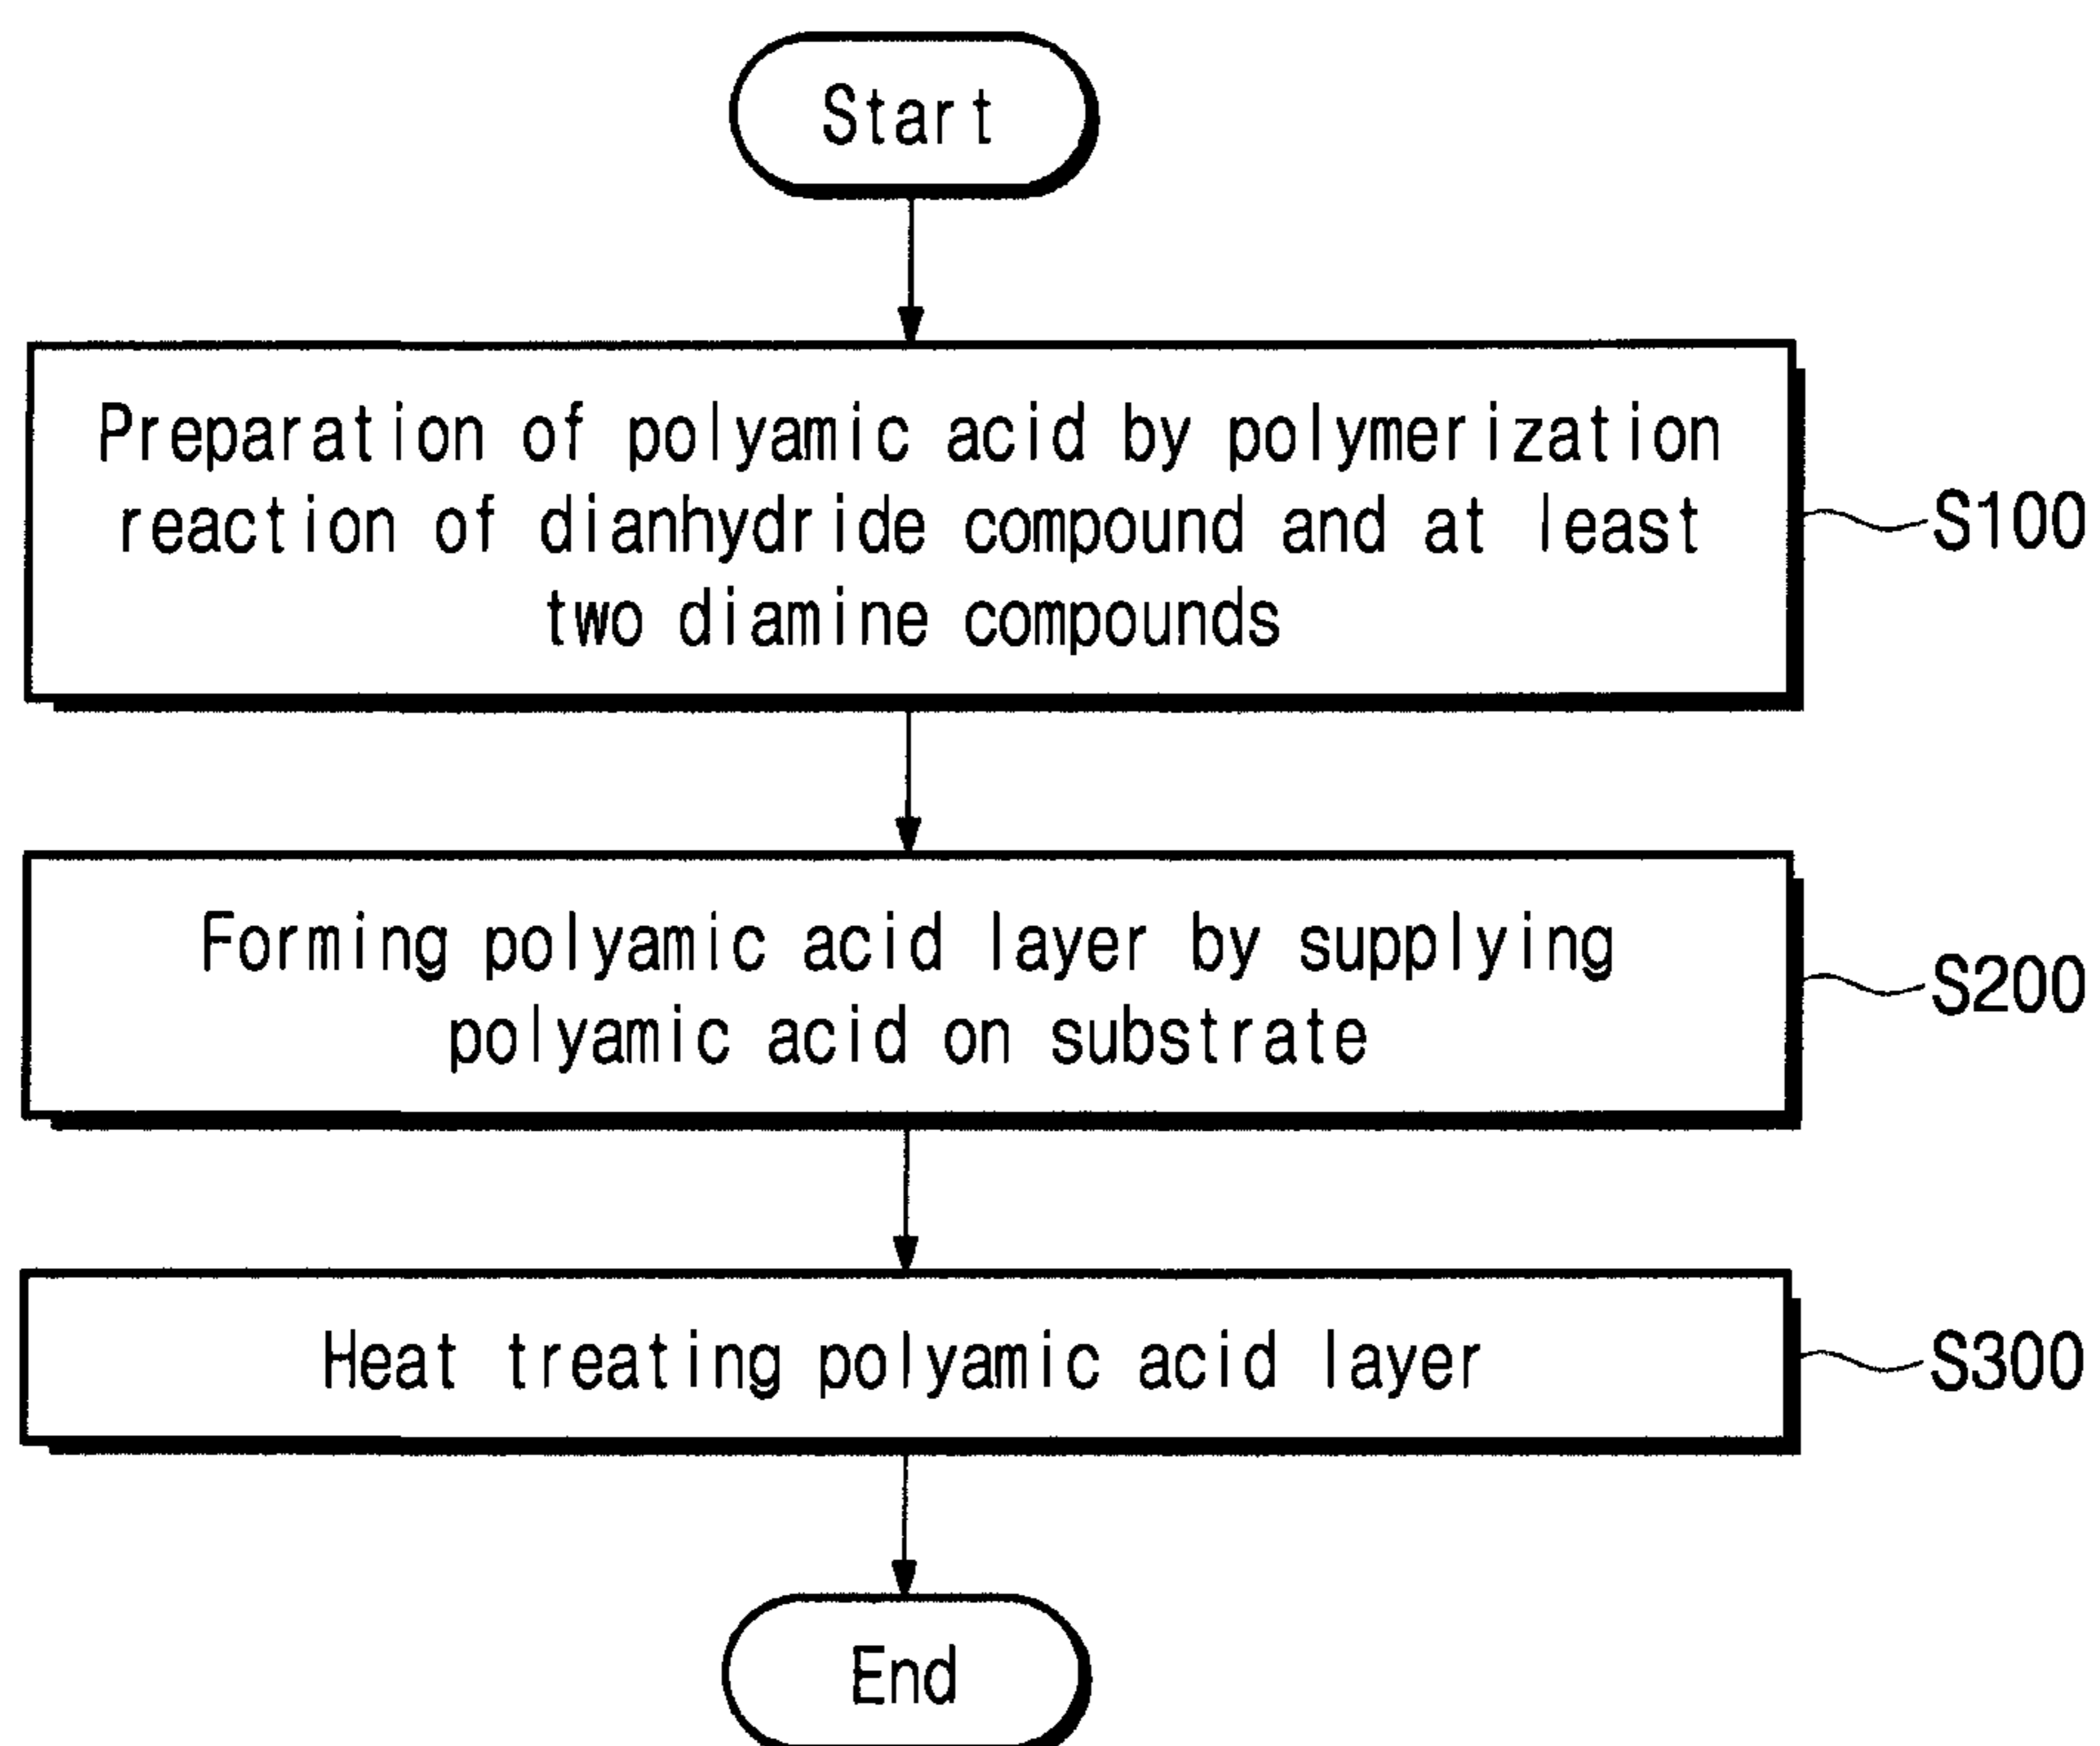 Start
Preparation of polyamic acid by polymerization
reaction of dianhydride compound and at least
two diamine compounds
S100
Forming polyamic acid layer by supplying
polyamic acid on substrate
S200
Heat treating polyamic acid layer
S300
End